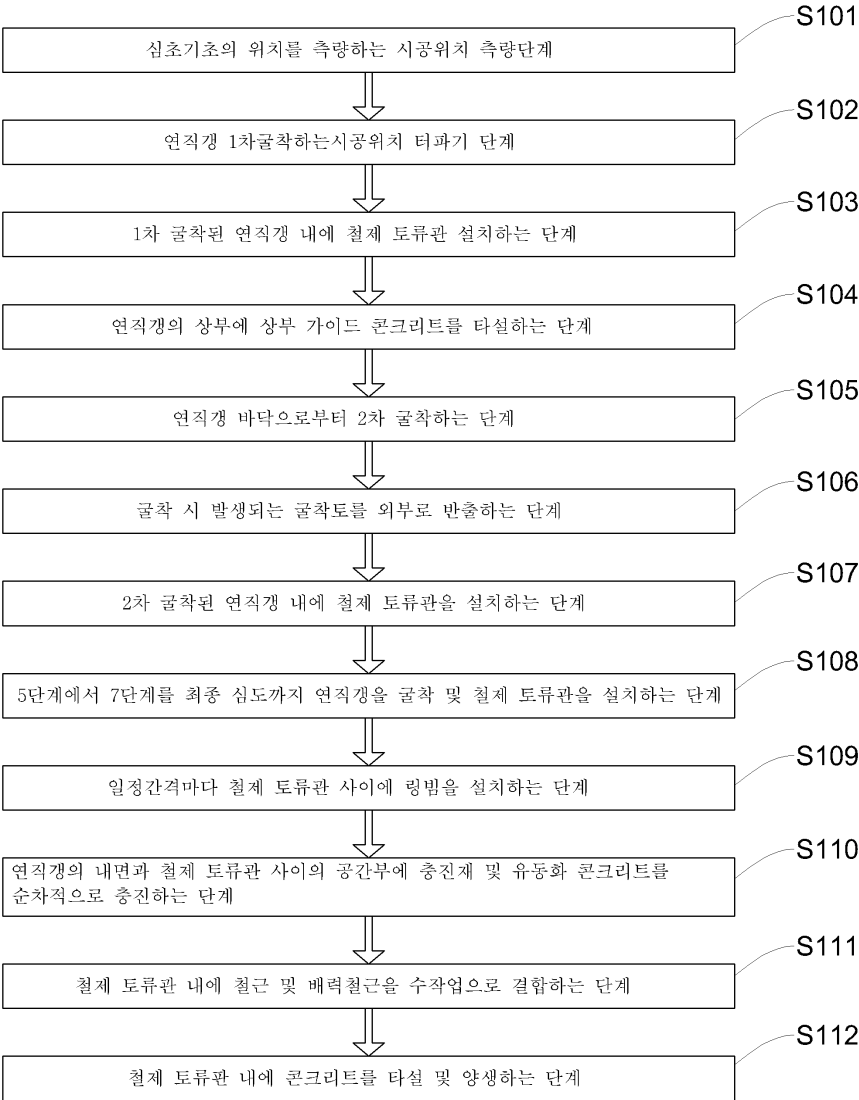 S101
심초기초의 위치를 측량하는 시공위치 측량단계
S102
연직갱 1차굴착하는시공위치 터파기 단계
S103
1차 굴착된 연직갱 내에 철제 토류관 설치하는 단계
S104
연직갱의 상부에 상부 가이드 콘크리트를 타설하는 단계
S105
연직갱 바닥으로부터 2차 굴착하는 단계
S106
굴착 시 발생되는 굴착토를 외부로 반출하는 단계
S107
2차 굴착된 연직갱 내에 철제 토류관을 설치하는 단계
S108
5단계에서 7단계를 최종 심도까지 연직갱을 굴착 및 철제 토류관을 설치하는 단계
S109
일정간격마다 철제 토류관 사이에 링빔을 설치하는 단계
S110
연직갱의 내면과 철제 토류관 사이의 공간부에 충진재 및 유동화 콘크리트를
순차적으로 충진하는 단계
S111
철제 토류관 내에 철근 및 배력철근을 수작업으로 결합하는 단계
S112
철제 토류관 내에 콘크리트를 타설 및 양생하는 단계